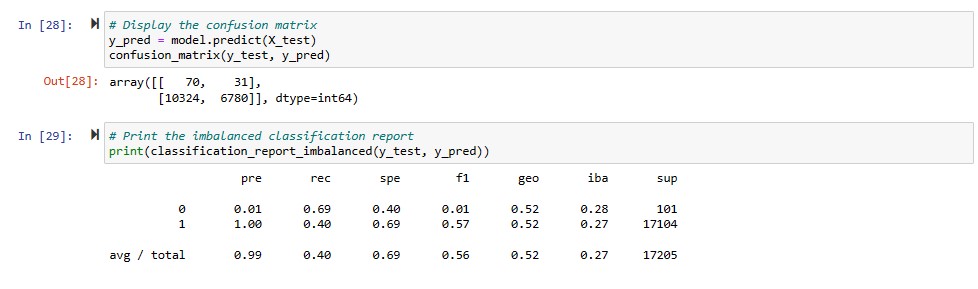 In [28]: # Display the confusion matrix
y_pred = model.predict(X_test)
confusion_matrix(y_test, y_pred)
Out[28]: array([[   70,    31],
       [10324,  6780]], dtype=int64)
In [29]: # Print the imbalanced classification report
print(classification_report_imbalanced(y_test, y_pred))
pre rec spe f1 geo iba sup
0 0.01 0.69 0.40 0.01 0.52 0.28 101
1 1.00 0.40 0.69 0.57 0.52 0.27 17104
avg / total 0.99 0.40 0.69 0.56 0.52 0.27 17205